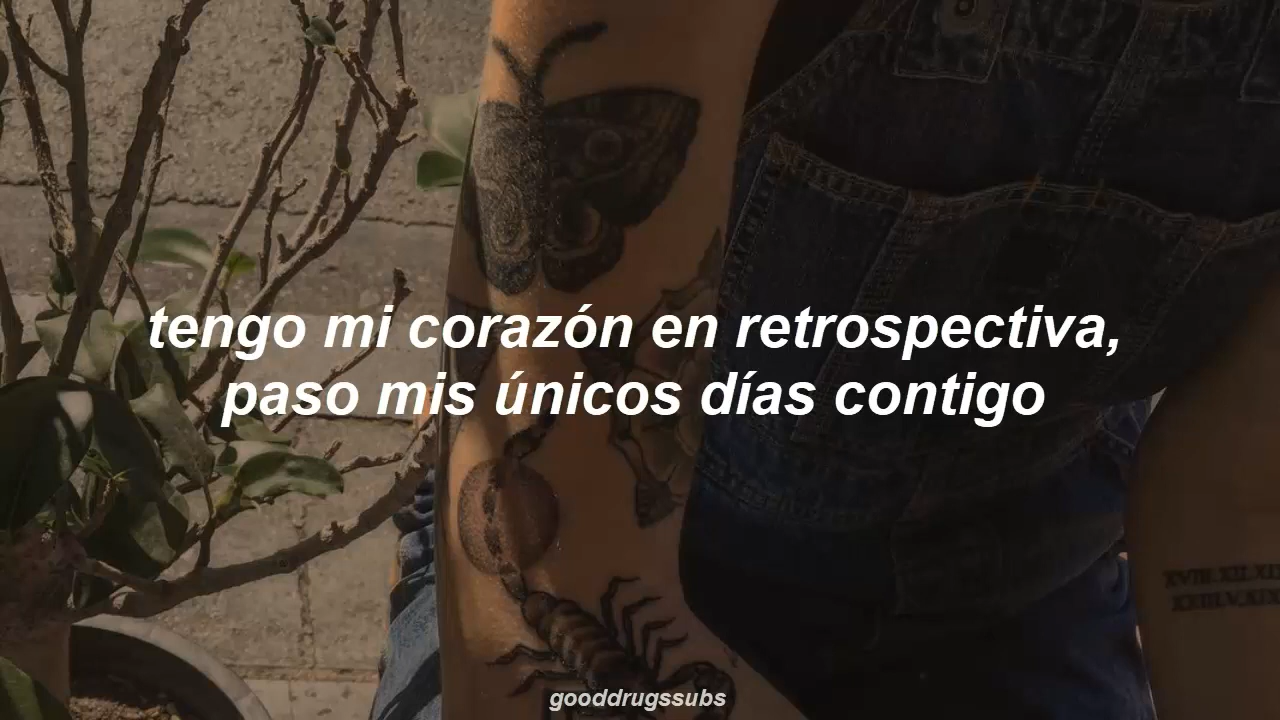 tengo mi corazón en retrospectiva,
paso mis únicos días contigo
gooddrugssubs